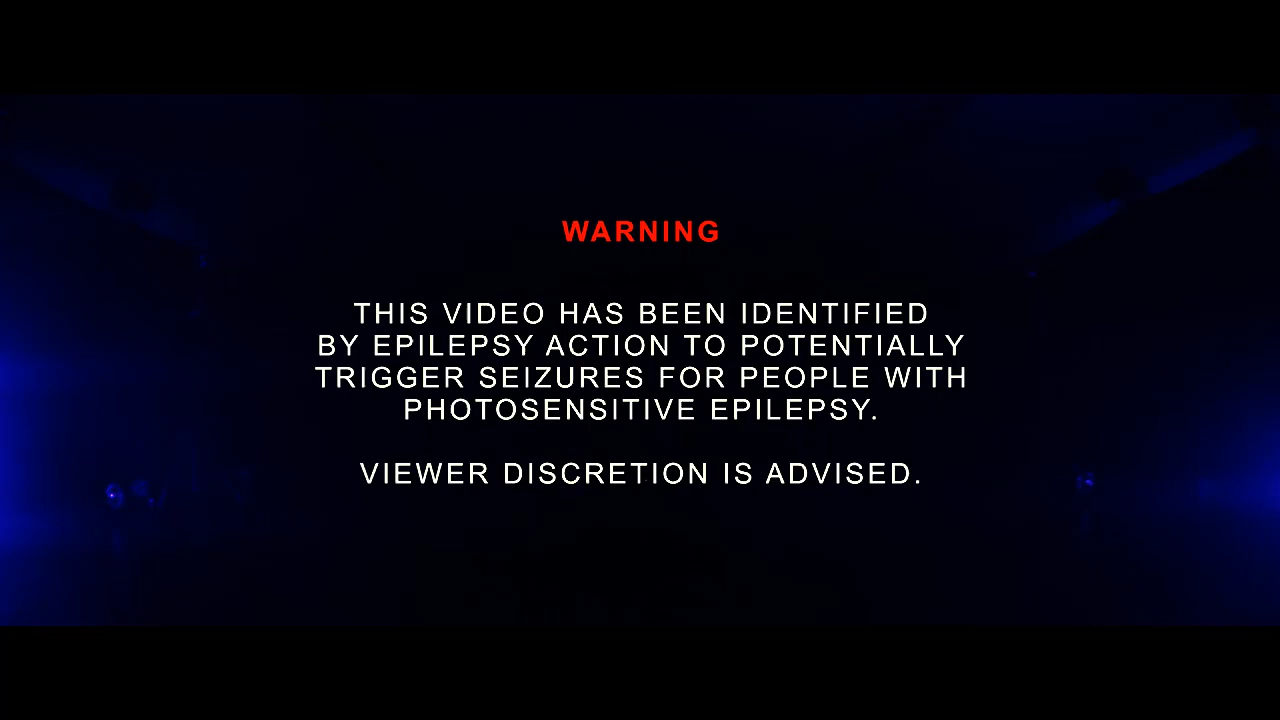 WARNING
THIS VIDEO HAS BEEN IDENTIFIED
BY EPILEPSY ACTION TO POTENTIALLY
TRIGGER SEIZURES FOR PEOPLE WITH
PHOTOSENSITIVE EPILEPSY.
VIEWER DISCRETION IS ADVISED.